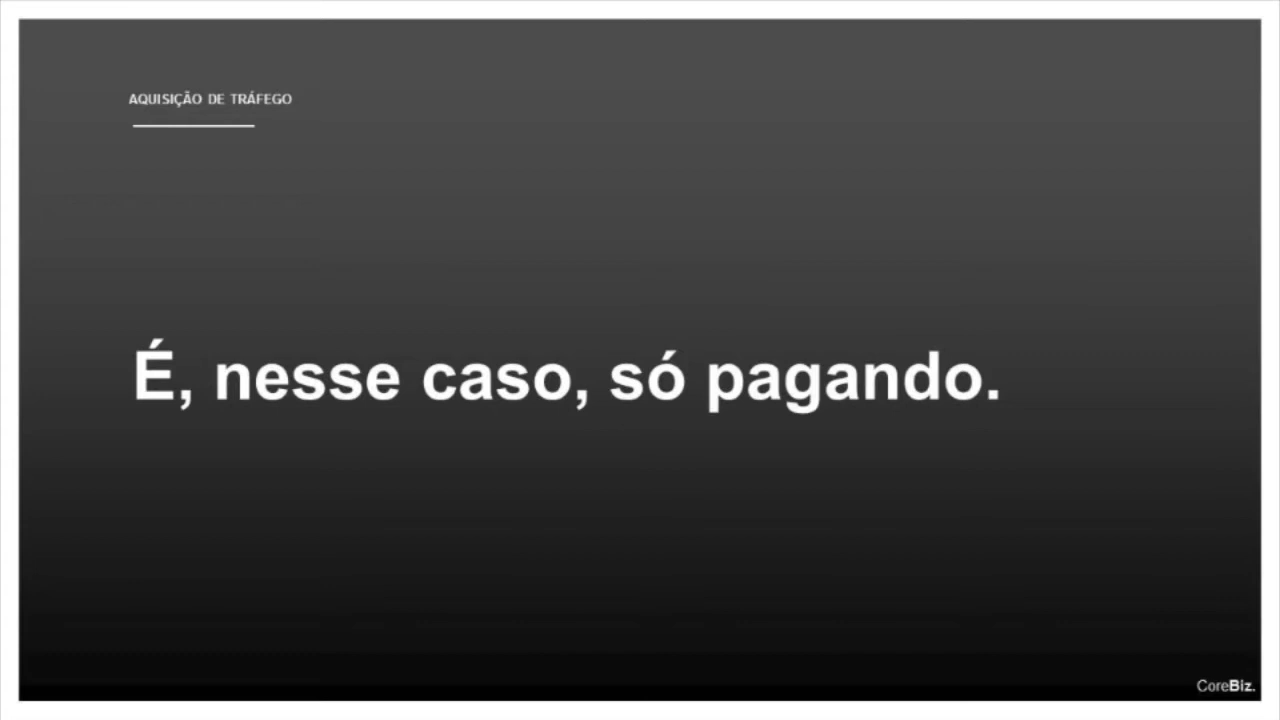 AQUISIÇÃO DE TRÁFEGO
É, nesse caso, só pagando.
CoreBiz.